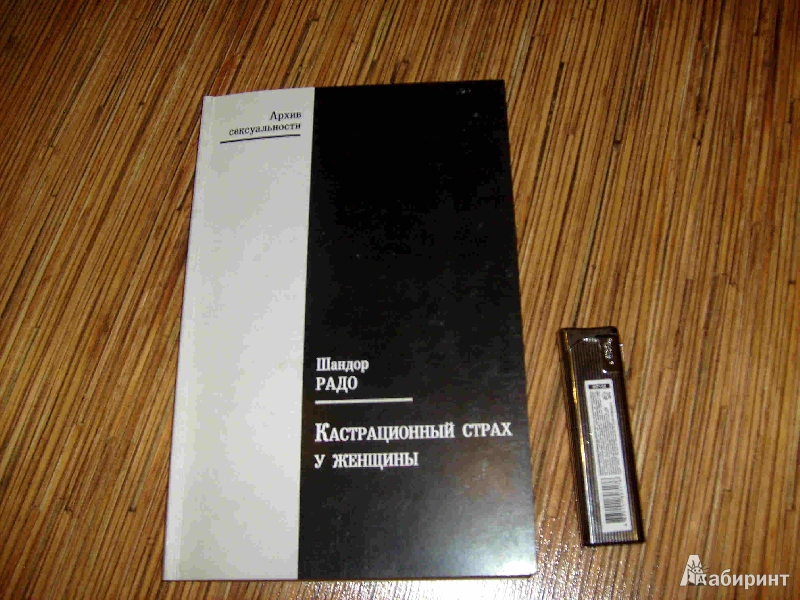 Архив
сексуальности
Шандор
РАДО
КАСТРАЦИОННЫЙ СТРАХ
У ЖЕНЩИНЫ
Лабиринт